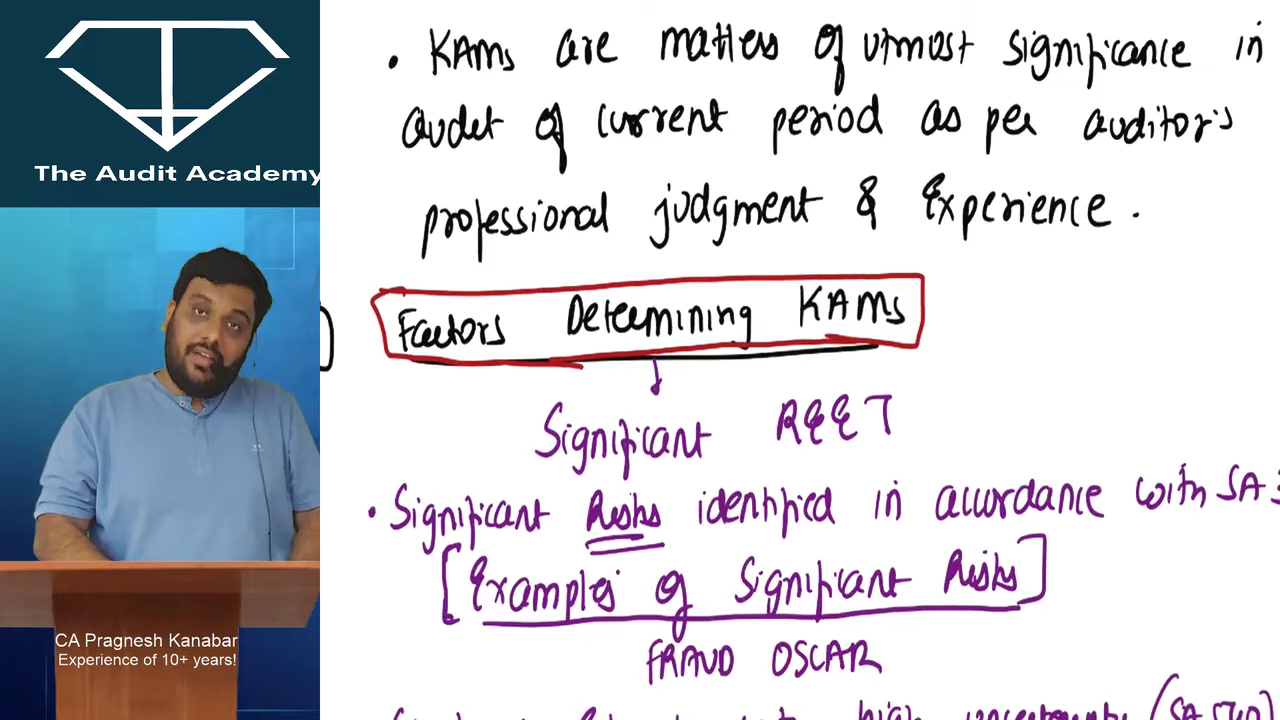 The Audit Academy
• KAMs are matters of utmost significance in
audit of current period as per auditor's
professional judgment & Experience.
Factors Determining KAMs
Significant REET
• Significant Risks identified in accordance with SA
[Examples of Significant Risks]
FRAUD OSCAR
high
CA Pragnesh Kanabar
Experience of 10+ years!